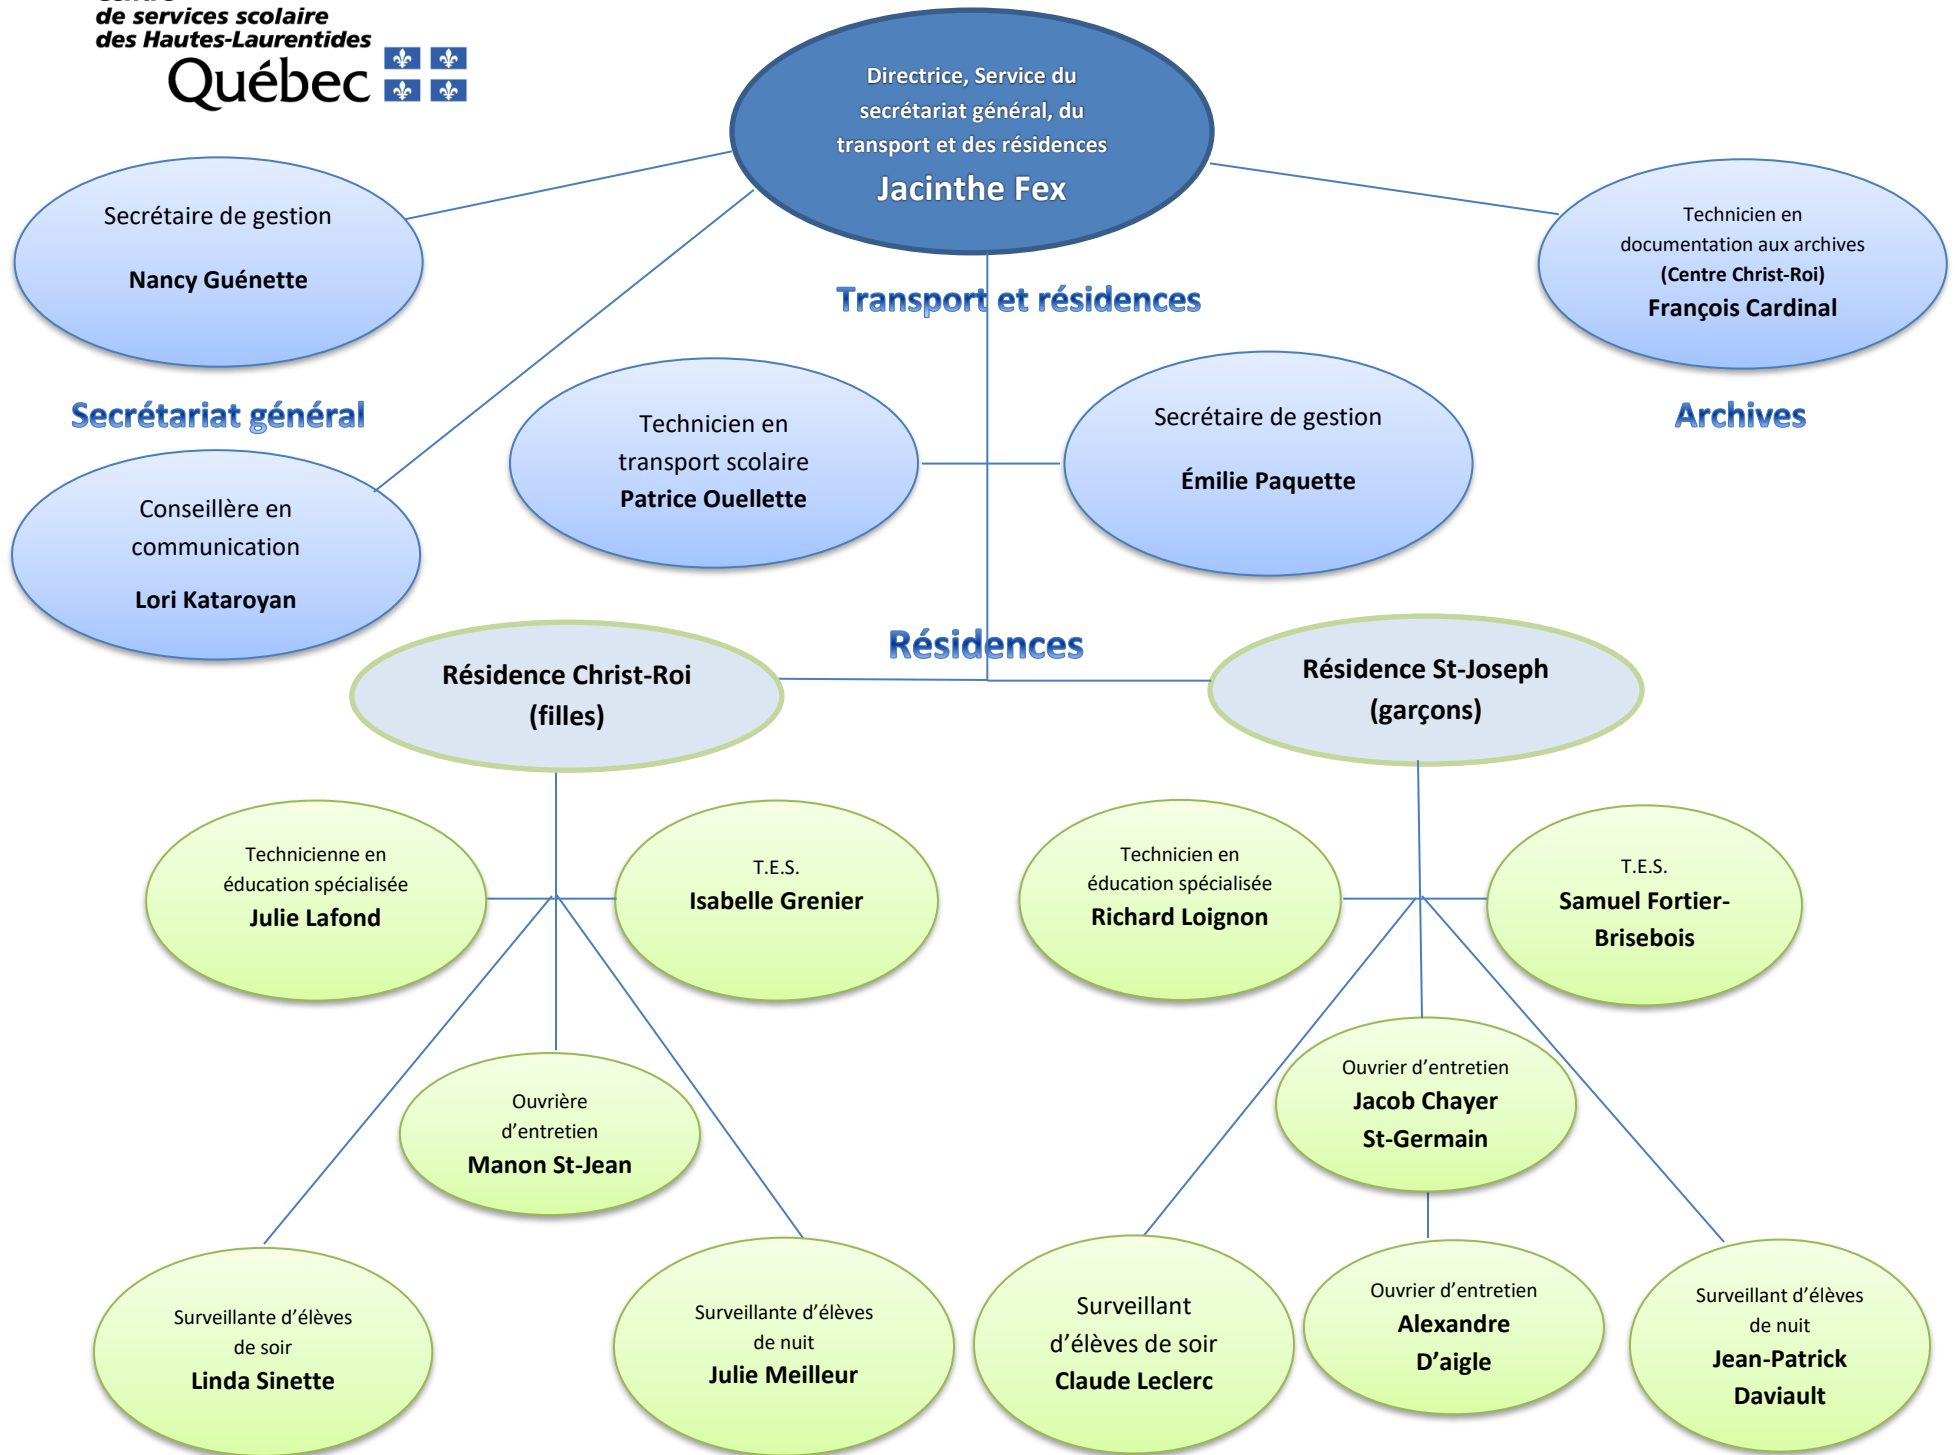 de services scolaire
des Hautes-Laurentides
Québec
Directrice, Service du
secrétariat général, du
transport et des résidences
Jacinthe Fex
Secrétaire de gestion
Nancy Guénette
Technicien en
documentation aux archives
(Centre Christ-Roi)
François Cardinal
Transport et résidences
Secrétariat général
Archives
Technicien en
transport scolaire
Patrice Ouellette
Secrétaire de gestion
Émilie Paquette
Conseillère en
communication
Lori Kataroyan
Résidences
Résidence Christ-Roi
(filles)
Résidence St-Joseph
(garçons)
Technicienne en
éducation spécialisée
Julie Lafond
T.E.S.
Isabelle Grenier
Technicien en
éducation spécialisée
Richard Loignon
T.E.S.
Samuel Fortier-
Brisebois
Ouvrière
d’entretien
Manon St-Jean
Ouvrier d’entretien
Jacob Chayer
St-Germain
Surveillante d’élèves
de soir
Linda Sinette
Surveillante d’élèves
de nuit
Julie Meilleur
Surveillant
d’élèves de soir
Claude Leclerc
Ouvrier d’entretien
Alexandre
D’aigle
Surveillant d’élèves
de nuit
Jean-Patrick
Daviault